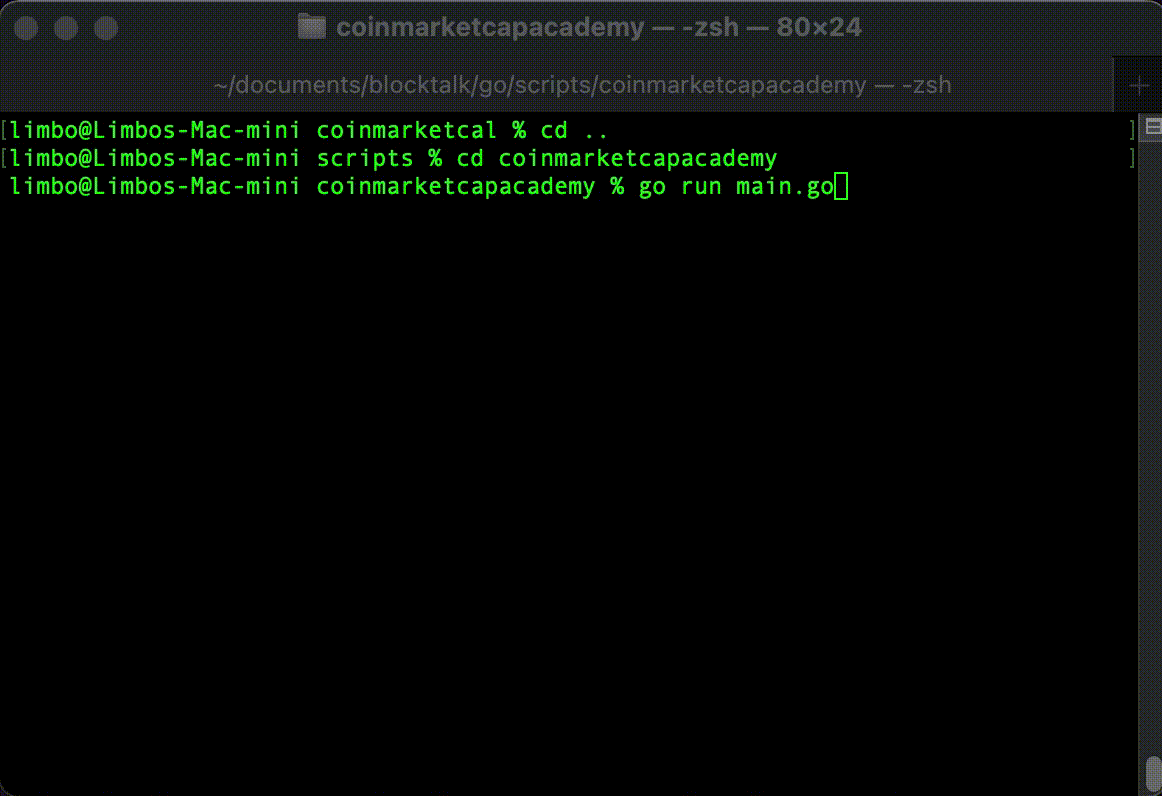 coinmarketcapacademy — -zsh — 80×24
~/documents/blocktalk/go/scripts/coinmarketcapacademy — -zsh
+
[limbo@Limbos-Mac-mini coinmarketcal % cd .. ]
[limbo@Limbos-Mac-mini scripts % cd coinmarketcapacademy ]
limbo@Limbos-Mac-mini coinmarketcapacademy % go run main.go